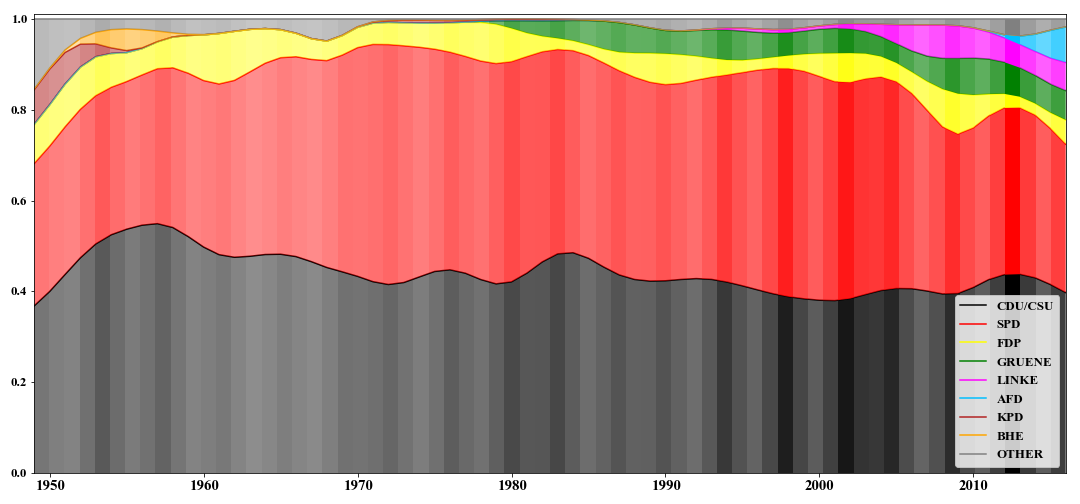 1.0
0.8
0.6
0.4
0.2
0.0
1950 1960 1970 1980 1990 2000 2010
CDU/CSU
SPD
FDP
GRUENE
LINKE
AFD
KPD
BHE
OTHER